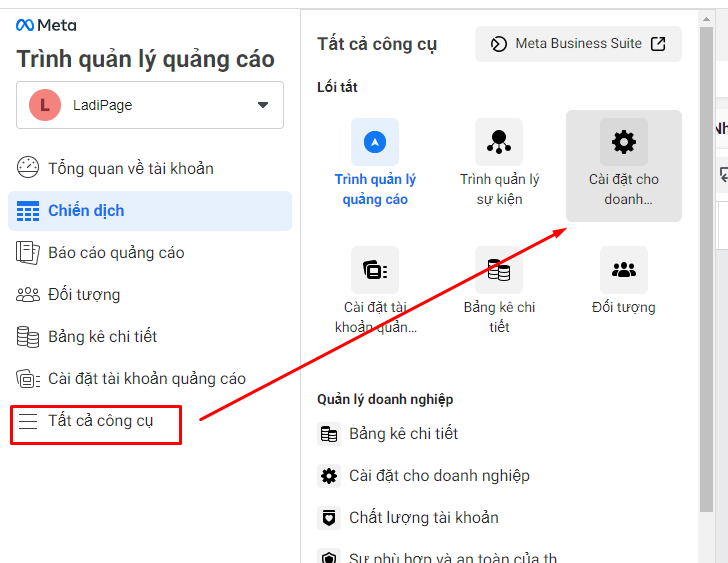 Meta
Trình quản lý quảng cáo
L LadiPage
Tổng quan về tài khoản
Chiến dịch
Báo cáo quảng cáo
Đối tượng
Bảng kê chi tiết
Cài đặt tài khoản quảng cáo
Tất cả công cụ
Tất cả công cụ
Meta Business Suite
Lối tắt
Trình quản lý
quảng cáo
Trình quản lý
sự kiện
Cài đặt cho
doanh...
Cài đặt tài
khoản quản...
Bảng kê chi
tiết
Đối tượng
Quản lý doanh nghiệp
Bảng kê chi tiết
Cài đặt cho doanh nghiệp
Chất lượng tài khoản
Sự phù hợp và an toàn của th